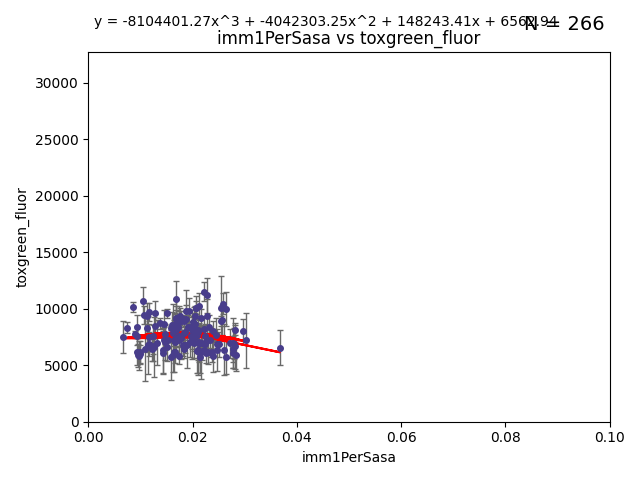 y = -8104401.27x^3 + -4042303.25x^2 + 148243.41x + 6562.94
N = 266
imm1PerSasa vs toxgreen_fluor
30000
25000
20000
15000
10000
5000
0
toxgreen_fluor
0.00 0.02 0.04 0.06 0.08 0.10
imm1PerSasa